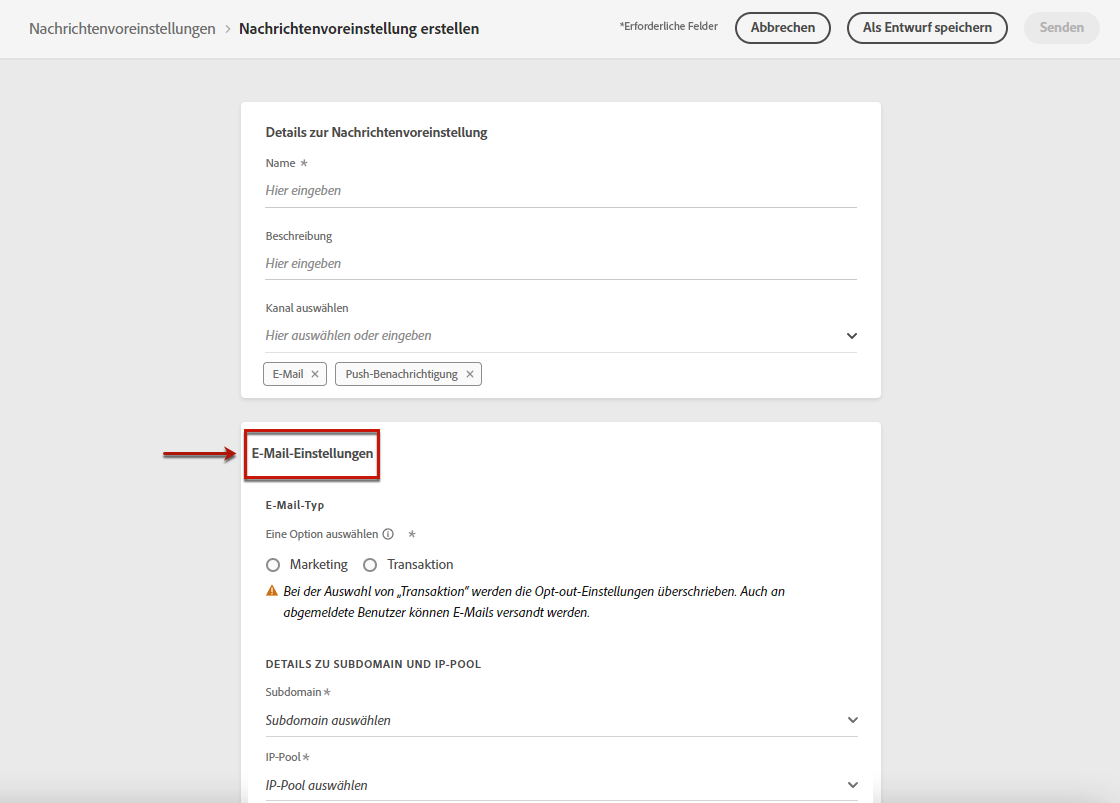 Nachrichtenvoreinstellungen > Nachrichtenvoreinstellung erstellen
*Erforderliche Felder
Abbrechen
Als Entwurf speichern
Senden
Details zur Nachrichtenvoreinstellung
Name *
Hier eingeben
Beschreibung
Hier eingeben
Kanal auswählen
Hier auswählen oder eingeben
E-Mail × Push-Benachrichtigung ×
E-Mail-Einstellungen
E-Mail-Typ
Eine Option auswählen *
Marketing Transaktion
Bei der Auswahl von „Transaktion“ werden die Opt-out-Einstellungen überschrieben. Auch an
abgemeldete Benutzer können E-Mails versandt werden.
DETAILS ZU SUBDOMAIN UND IP-POOL
Subdomain *
Subdomain auswählen
IP-Pool *
IP-Pool auswählen